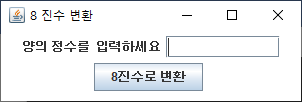 8 진수 변환
양의 정수를 입력하세요
8진수로 변환